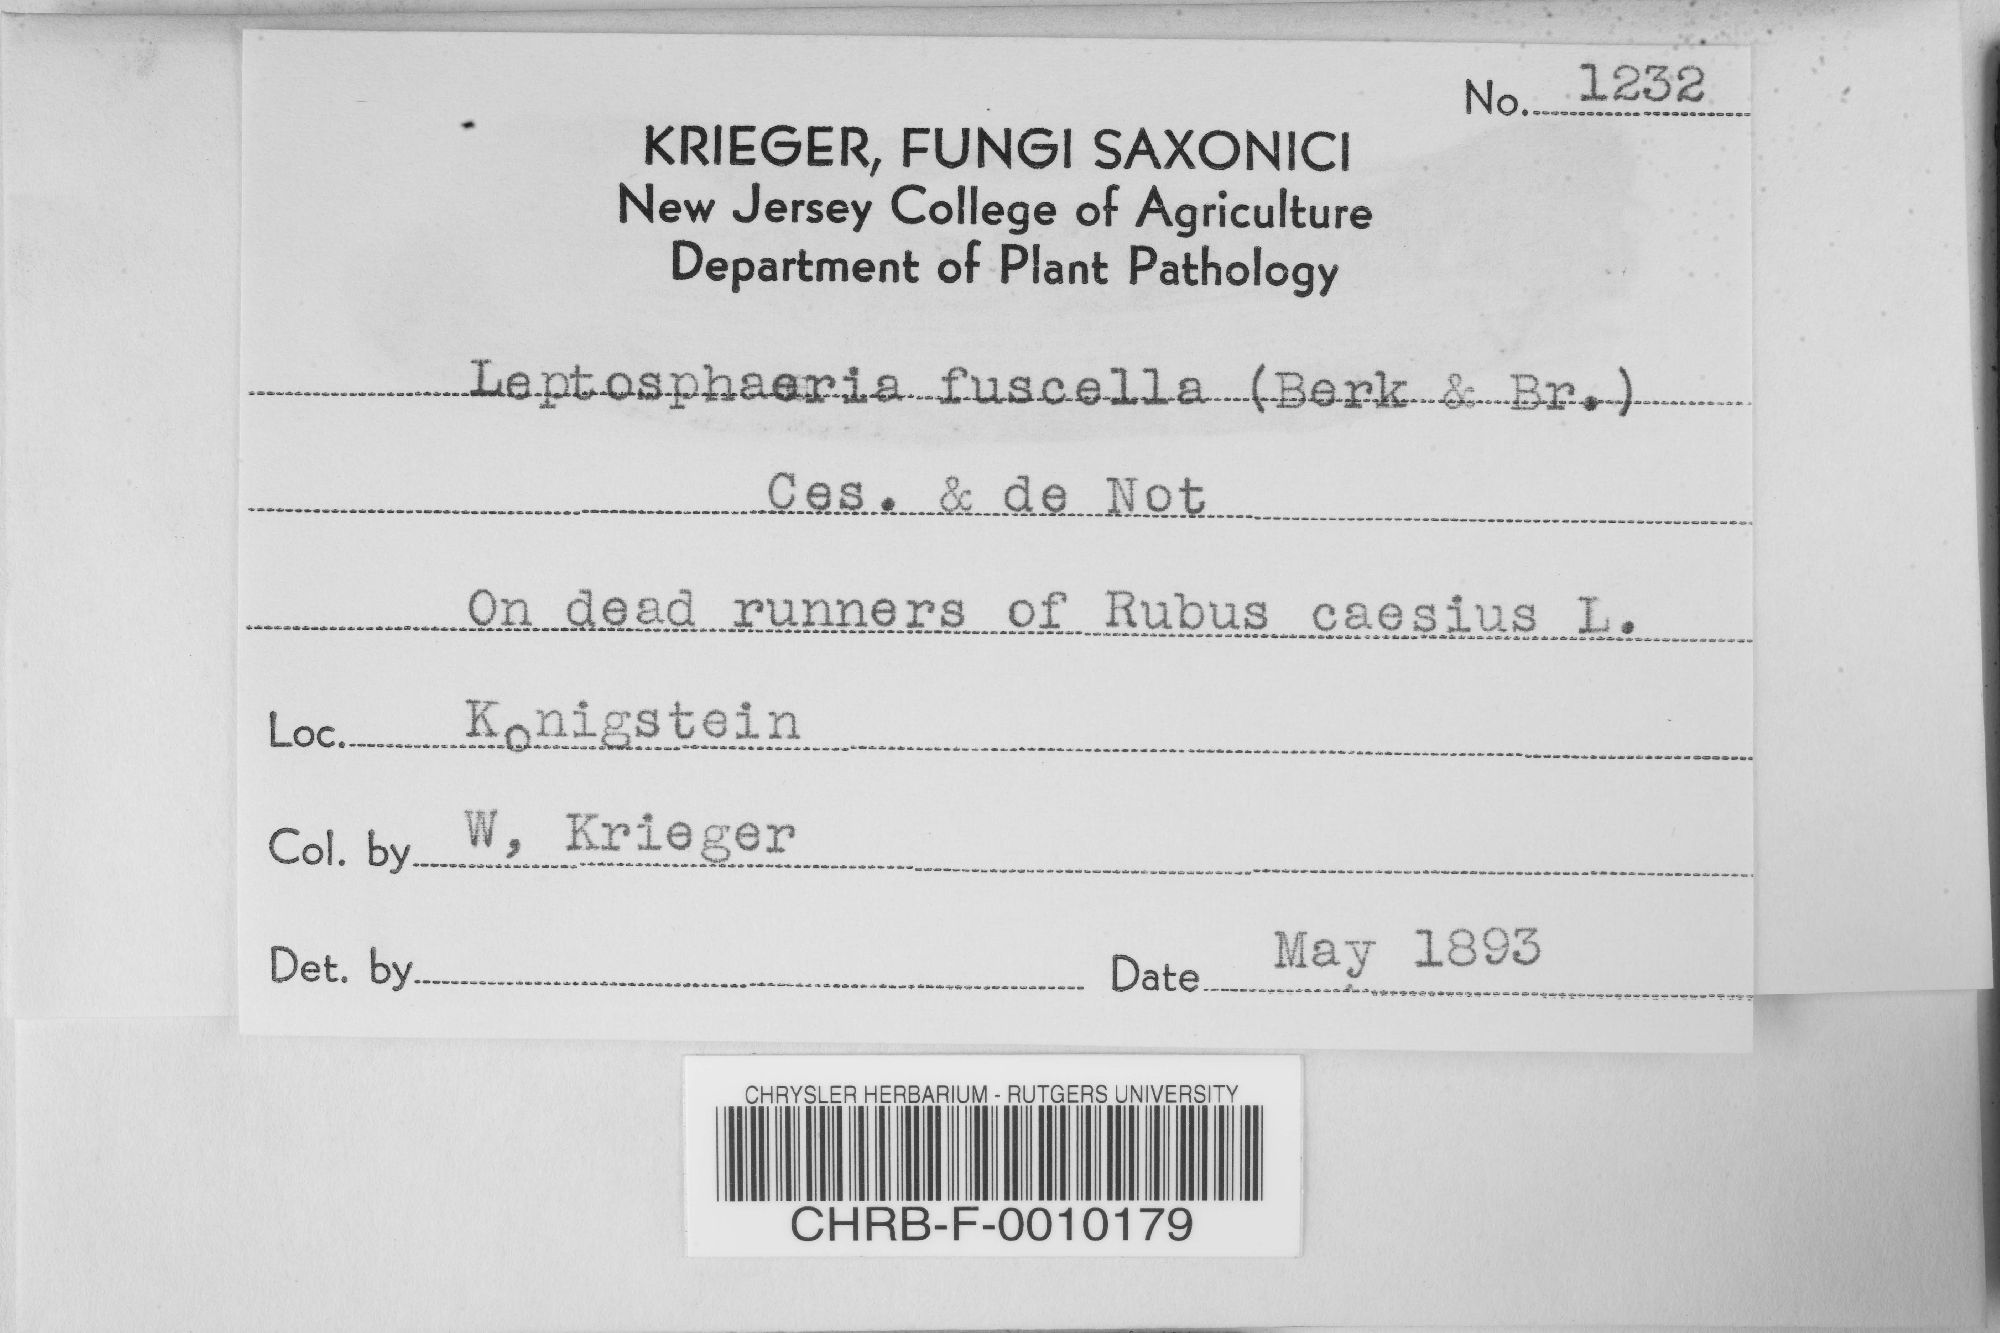 No. 1232
KRIEGER, FUNGI SAXONICI
New Jersey College of Agriculture
Department of Plant Pathology
Leptosphaeria fuscella (Berk & Br.)
Ces. & de Not
On dead runners of Rubus caesius L.
Loc. Konigstein
Col. by W, Krieger
Det. by Date May 1893
CHRYSLER HERBARIUM - RUTGERS UNIVERSITY
CHRB-F-0010179